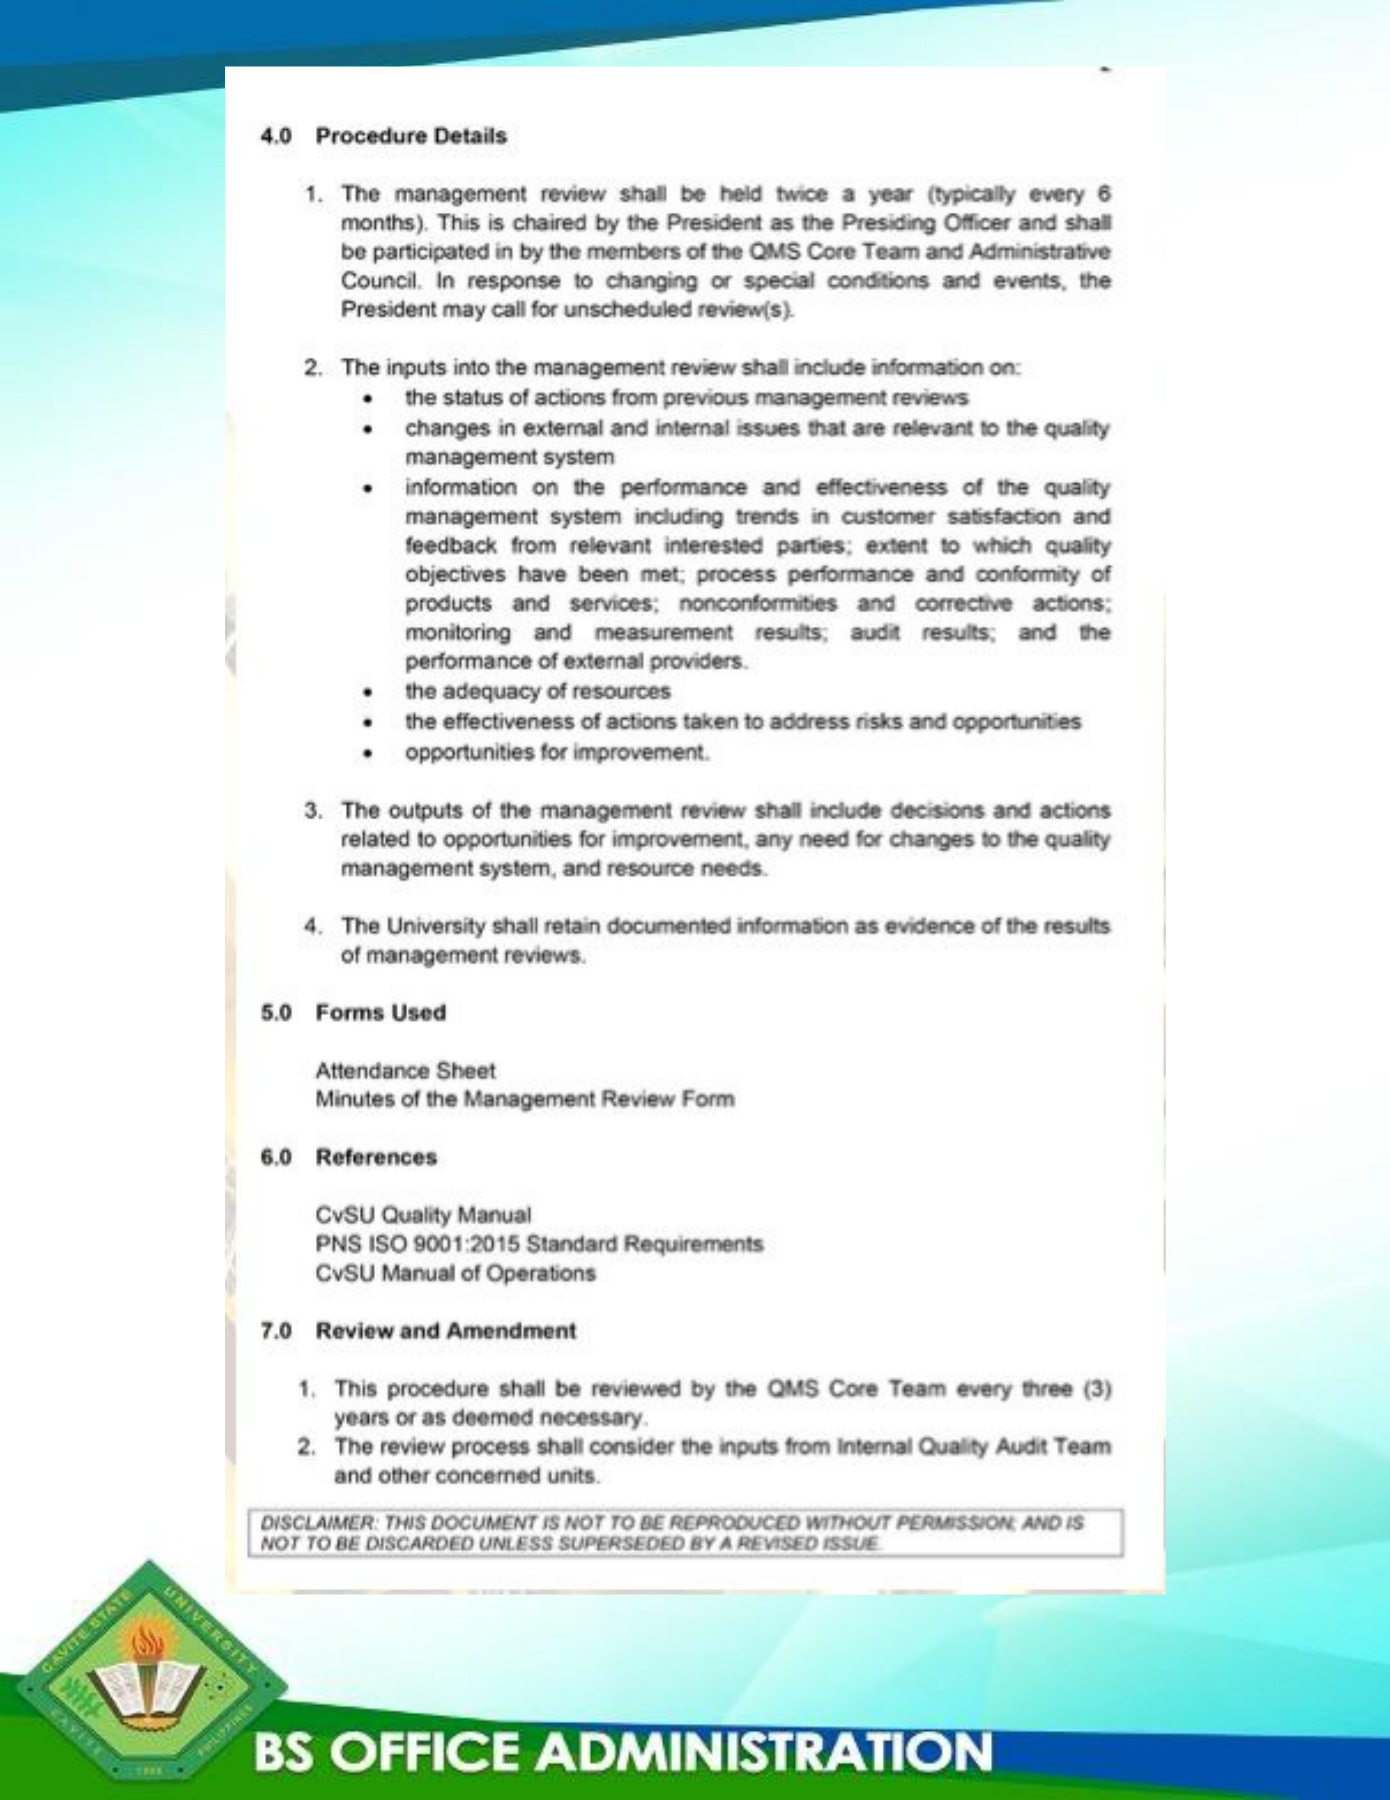 4.0 Procedure Details
1. The management review shall be held twice a year (typically every 6
months). This is chaired by the President as the Presiding Officer and shall
be participated in by the members of the QMS Core Team and Administrative
Council. In response to changing or special conditions and events, the
President may call for unscheduled review(s).
2. The inputs into the management review shall include information on:
• the status of actions from previous management reviews
• changes in external and internal issues that are relevant to the quality
management system
• information on the performance and effectiveness of the quality
management system including trends in customer satisfaction and
feedback from relevant interested parties; extent to which quality
objectives have been met; process performance and conformity of
products and services; nonconformities and corrective actions;
monitoring and measurement results; audit results; and the
performance of external providers.
• the adequacy of resources
• the effectiveness of actions taken to address risks and opportunities
• opportunities for improvement.
3. The outputs of the management review shall include decisions and actions
related to opportunities for improvement, any need for changes to the quality
management system, and resource needs.
4. The University shall retain documented information as evidence of the results
of management reviews.
5.0 Forms Used
Attendance Sheet
Minutes of the Management Review Form
6.0 References
CvSU Quality Manual
PNS ISO 9001:2015 Standard Requirements
CvSU Manual of Operations
7.0 Review and Amendment
1. This procedure shall be reviewed by the QMS Core Team every three (3)
years or as deemed necessary.
2. The review process shall consider the inputs from Internal Quality Audit Team
and other concerned units.
DISCLAIMER: THIS DOCUMENT IS NOT TO BE REPRODUCED WITHOUT PERMISSION; AND IS
NOT TO BE DISCARDED UNLESS SUPERSEDED BY A REVISED ISSUE.
CAVITE STATE UNIVERSITY
CAVITE 1906 PHILIPPINES
BS OFFICE ADMINISTRATION